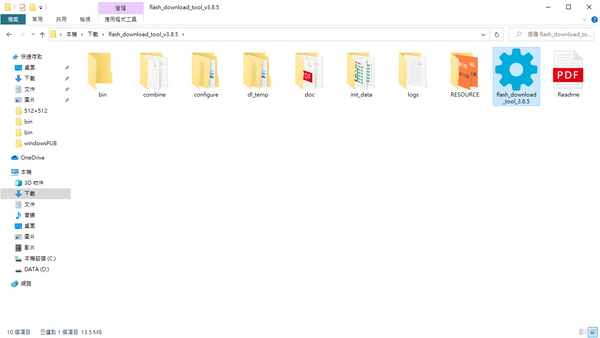 管理
flash_download_tool_v3.8.5
檔案
常用
共用
檢視
應用程式工具
本機 › 下載 › flash_download_tool_v3.8.5 ›
搜尋 flash_download_to...
快速存取
桌面
下載
文件
圖片
512×512
bin
bin
windowsPUB
OneDrive
本機
3D 物件
下載
文件
音樂
桌面
圖片
影片
本機磁碟 (C:)
DATA (D:)
網路
bin
combine
configure
dl_temp
doc
init_data
logs
RESOURCE
flash_download
_tool_3.8.5
Readme
PDF
PDF
10 個項目
已選取 1 個項目 13.5 MB